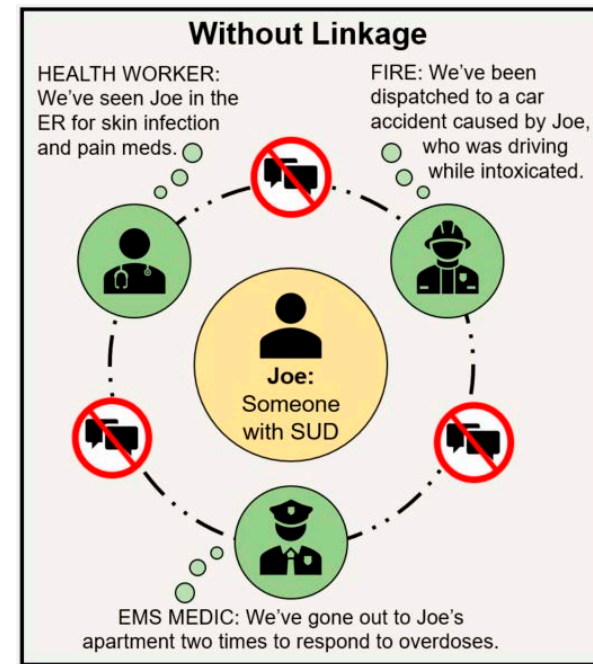 Without Linkage
HEALTH WORKER:
We've seen Joe in the
ER for skin infection
and pain meds.
FIRE: We've been
dispatched to a car
accident caused by Joe,
who was driving
while intoxicated.
Joe:
Someone
with SUD
EMS MEDIC: We've gone out to Joe's
apartment two times to respond to overdoses.